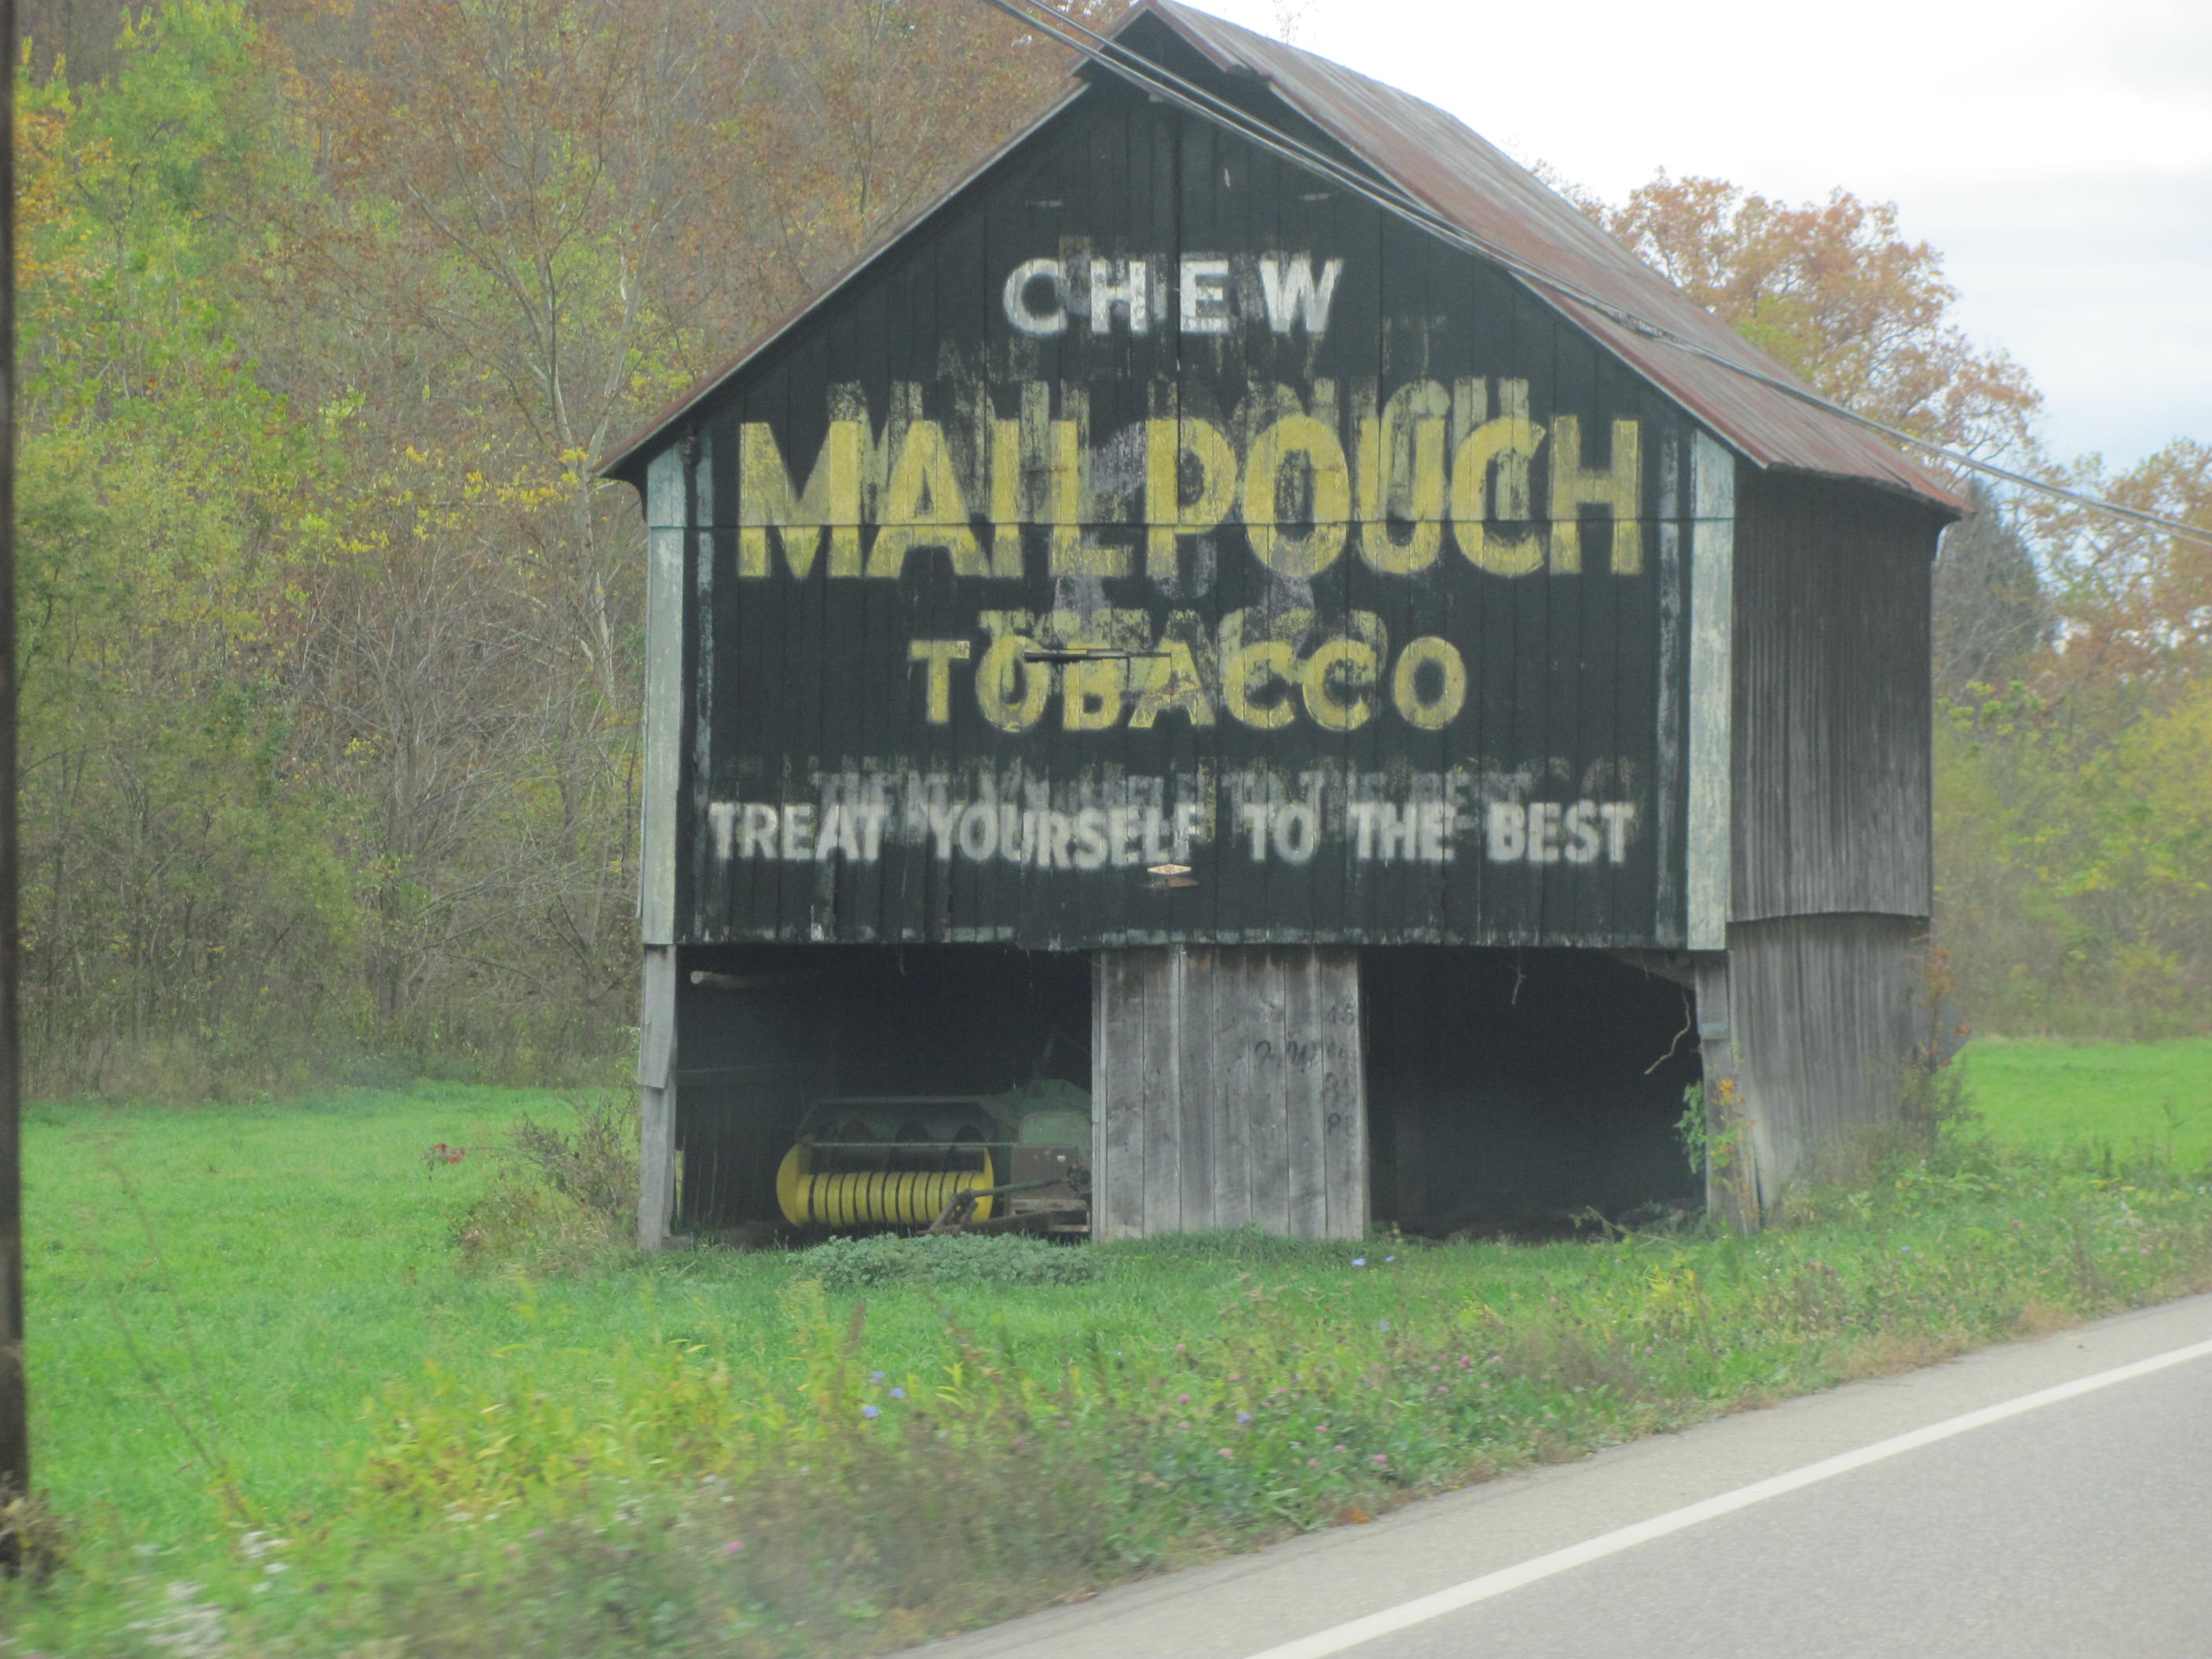 CHEW
MAIL POUCH
TOBACCO
TREAT YOURSELF TO THE BEST